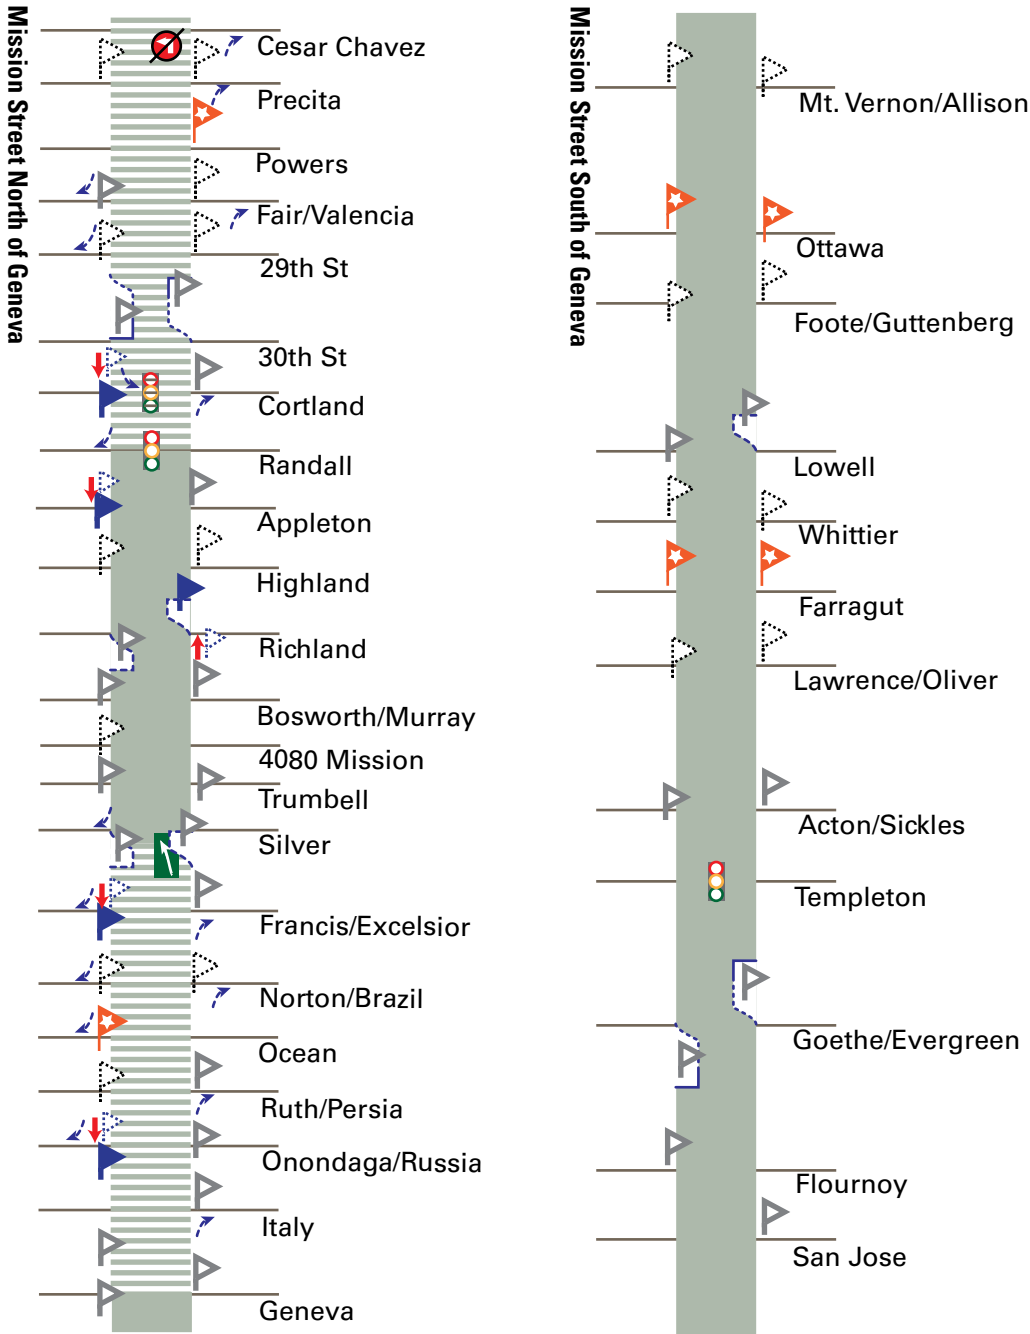 Mission Street North of Geneva
Cesar Chavez
Precita
Powers
Fair/Valencia
29th St
30th St
Cortland
Randall
Appleton
Highland
Richland
Bosworth/Murray
4080 Mission
Trumbell
Silver
Francis/Excelsior
Norton/Brazil
Ocean
Ruth/Persia
Onondaga/Russia
Italy
Geneva
Mission Street South of Geneva
Mt. Vernon/Allison
Ottawa
Foote/Guttenberg
Lowell
Whittier
Farragut
Lawrence/Oliver
Acton/Sickles
Templeton
Goethe/Evergreen
Flournoy
San Jose